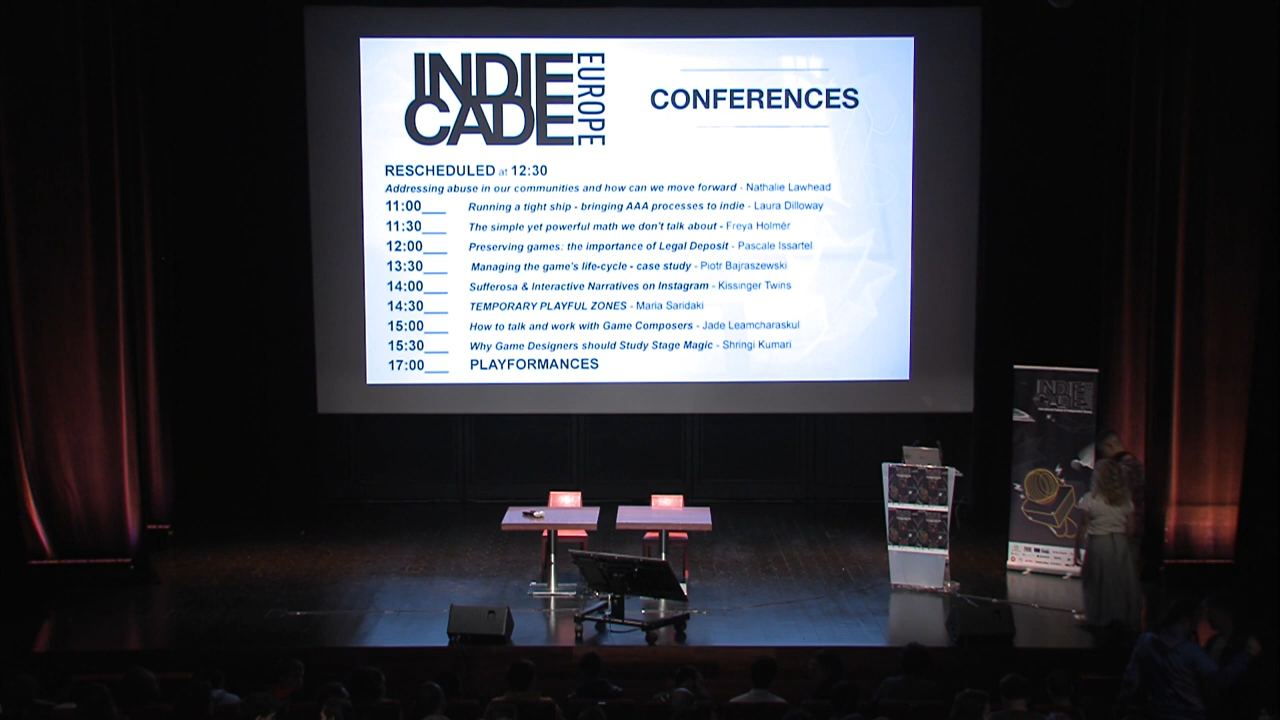 INDIE
CADE
EUROPE
CONFERENCES
RESCHEDULED at 12:30
Addressing abuse in our communities and how can we move forward - Nathalie Lawhead
11:00___ Running a tight ship - bringing AAA processes to indie - Laura Dilloway
11:30___ The simple yet powerful math we don't talk about - Freya Holmér
12:00___ Preserving games: the importance of Legal Deposit - Pascale Issartel
13:30___ Managing the game's life-cycle - case study - Piotr Bajraszewski
14:00___ Sufferosa & Interactive Narratives on Instagram - Kissinger Twins
14:30___ TEMPORARY PLAYFUL ZONES - Maria Saridaki
15:00___ How to talk and work with Game Composers - Jade Leamcharaskul
15:30___ Why Game Designers should Study Stage Magic - Shringi Kumari
17:00___ PLAYFORMANCES
INDIE
CADE